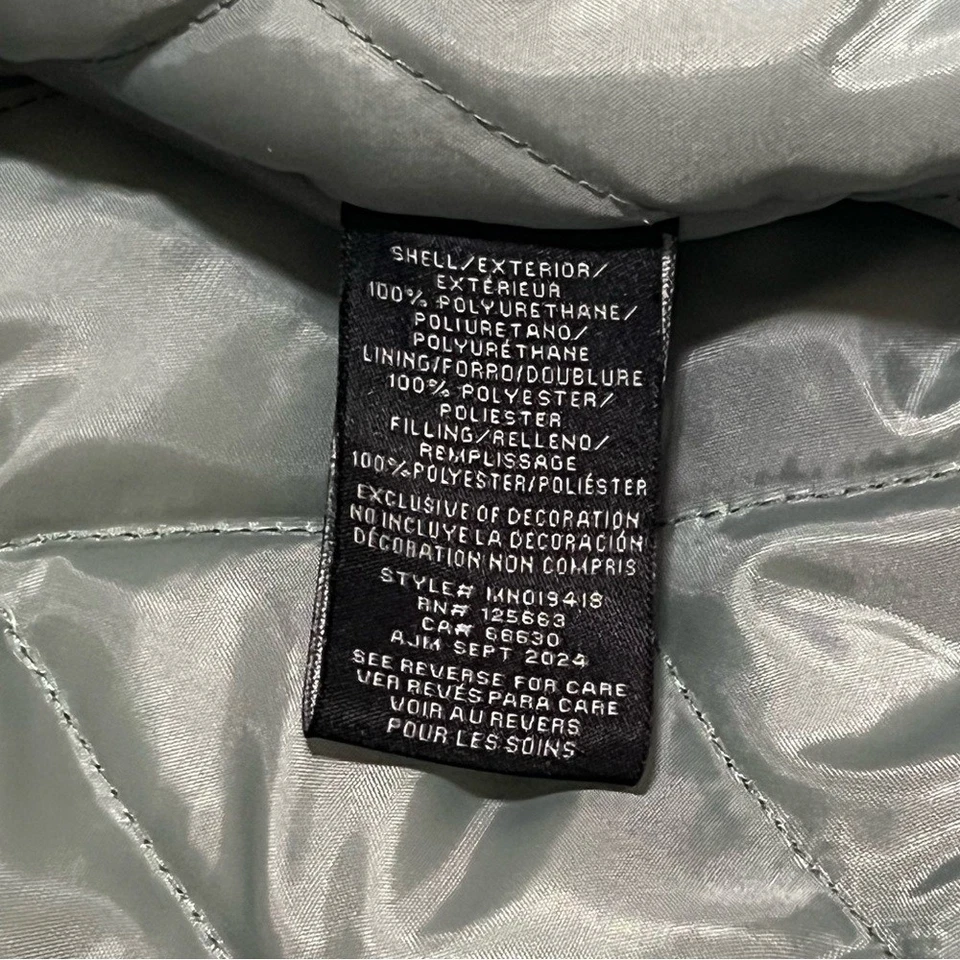 SHELL/EXTERIOR/
EXTÉRIEUR
100% POLYURETHANE/
POLIURETANO/
POLYURÉTHANE
LINING/FORRO/DOUBLURE
100% POLYESTER/
POLIESTER
FILLING/RELLENO/
REMPLISSAGE
100%POLYESTER/POLIÉSTER
EXCLUSIVE OF DECORATION
NO INCLUYE LA DECORACIÓN
DÉCORATION NON COMPRIS
STYLE# MN019418
RN# 125663
CA# 66630
AJM SEPT 2024
SEE REVERSE FOR CARE
VER REVÉS PARA CARE
VOIR AU REVERS
POUR LES SOINS